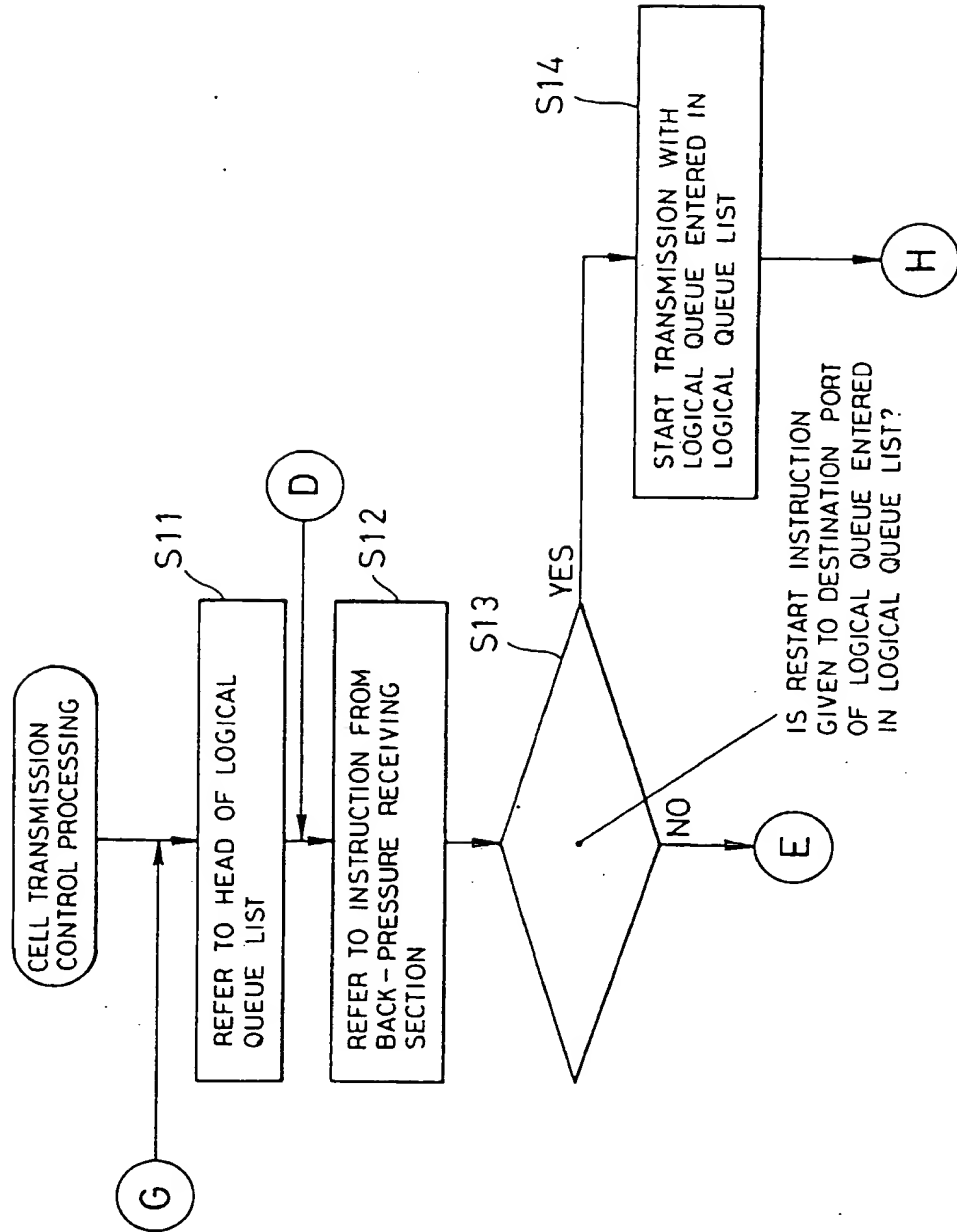 CELL TRANSMISSION
CONTROL PROCESSING
G
S11
REFER TO HEAD OF LOGICAL
QUEUE LIST
D
S12
REFER TO INSTRUCTION FROM
BACK-PRESSURE RECEIVING
SECTION
S13
YES
NO
IS RESTART INSTRUCTION
GIVEN TO DESTINATION PORT
OF LOGICAL QUEUE ENTERED
IN LOGICAL QUEUE LIST?
E
S14
START TRANSMISSION WITH
LOGICAL QUEUE ENTERED IN
LOGICAL QUEUE LIST
H